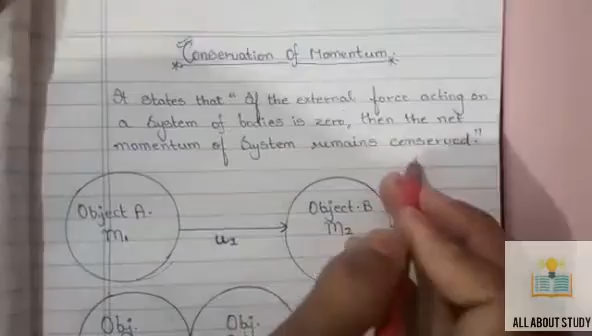 Conservation of Momentum.
It states that "If the external force acting on
a System of bodies is zero, then the net
momentum of System remains conserved."
Object A.
m₁
u₁
Object B
m₂
Obj.
Obj.
ALL ABOUT STUDY